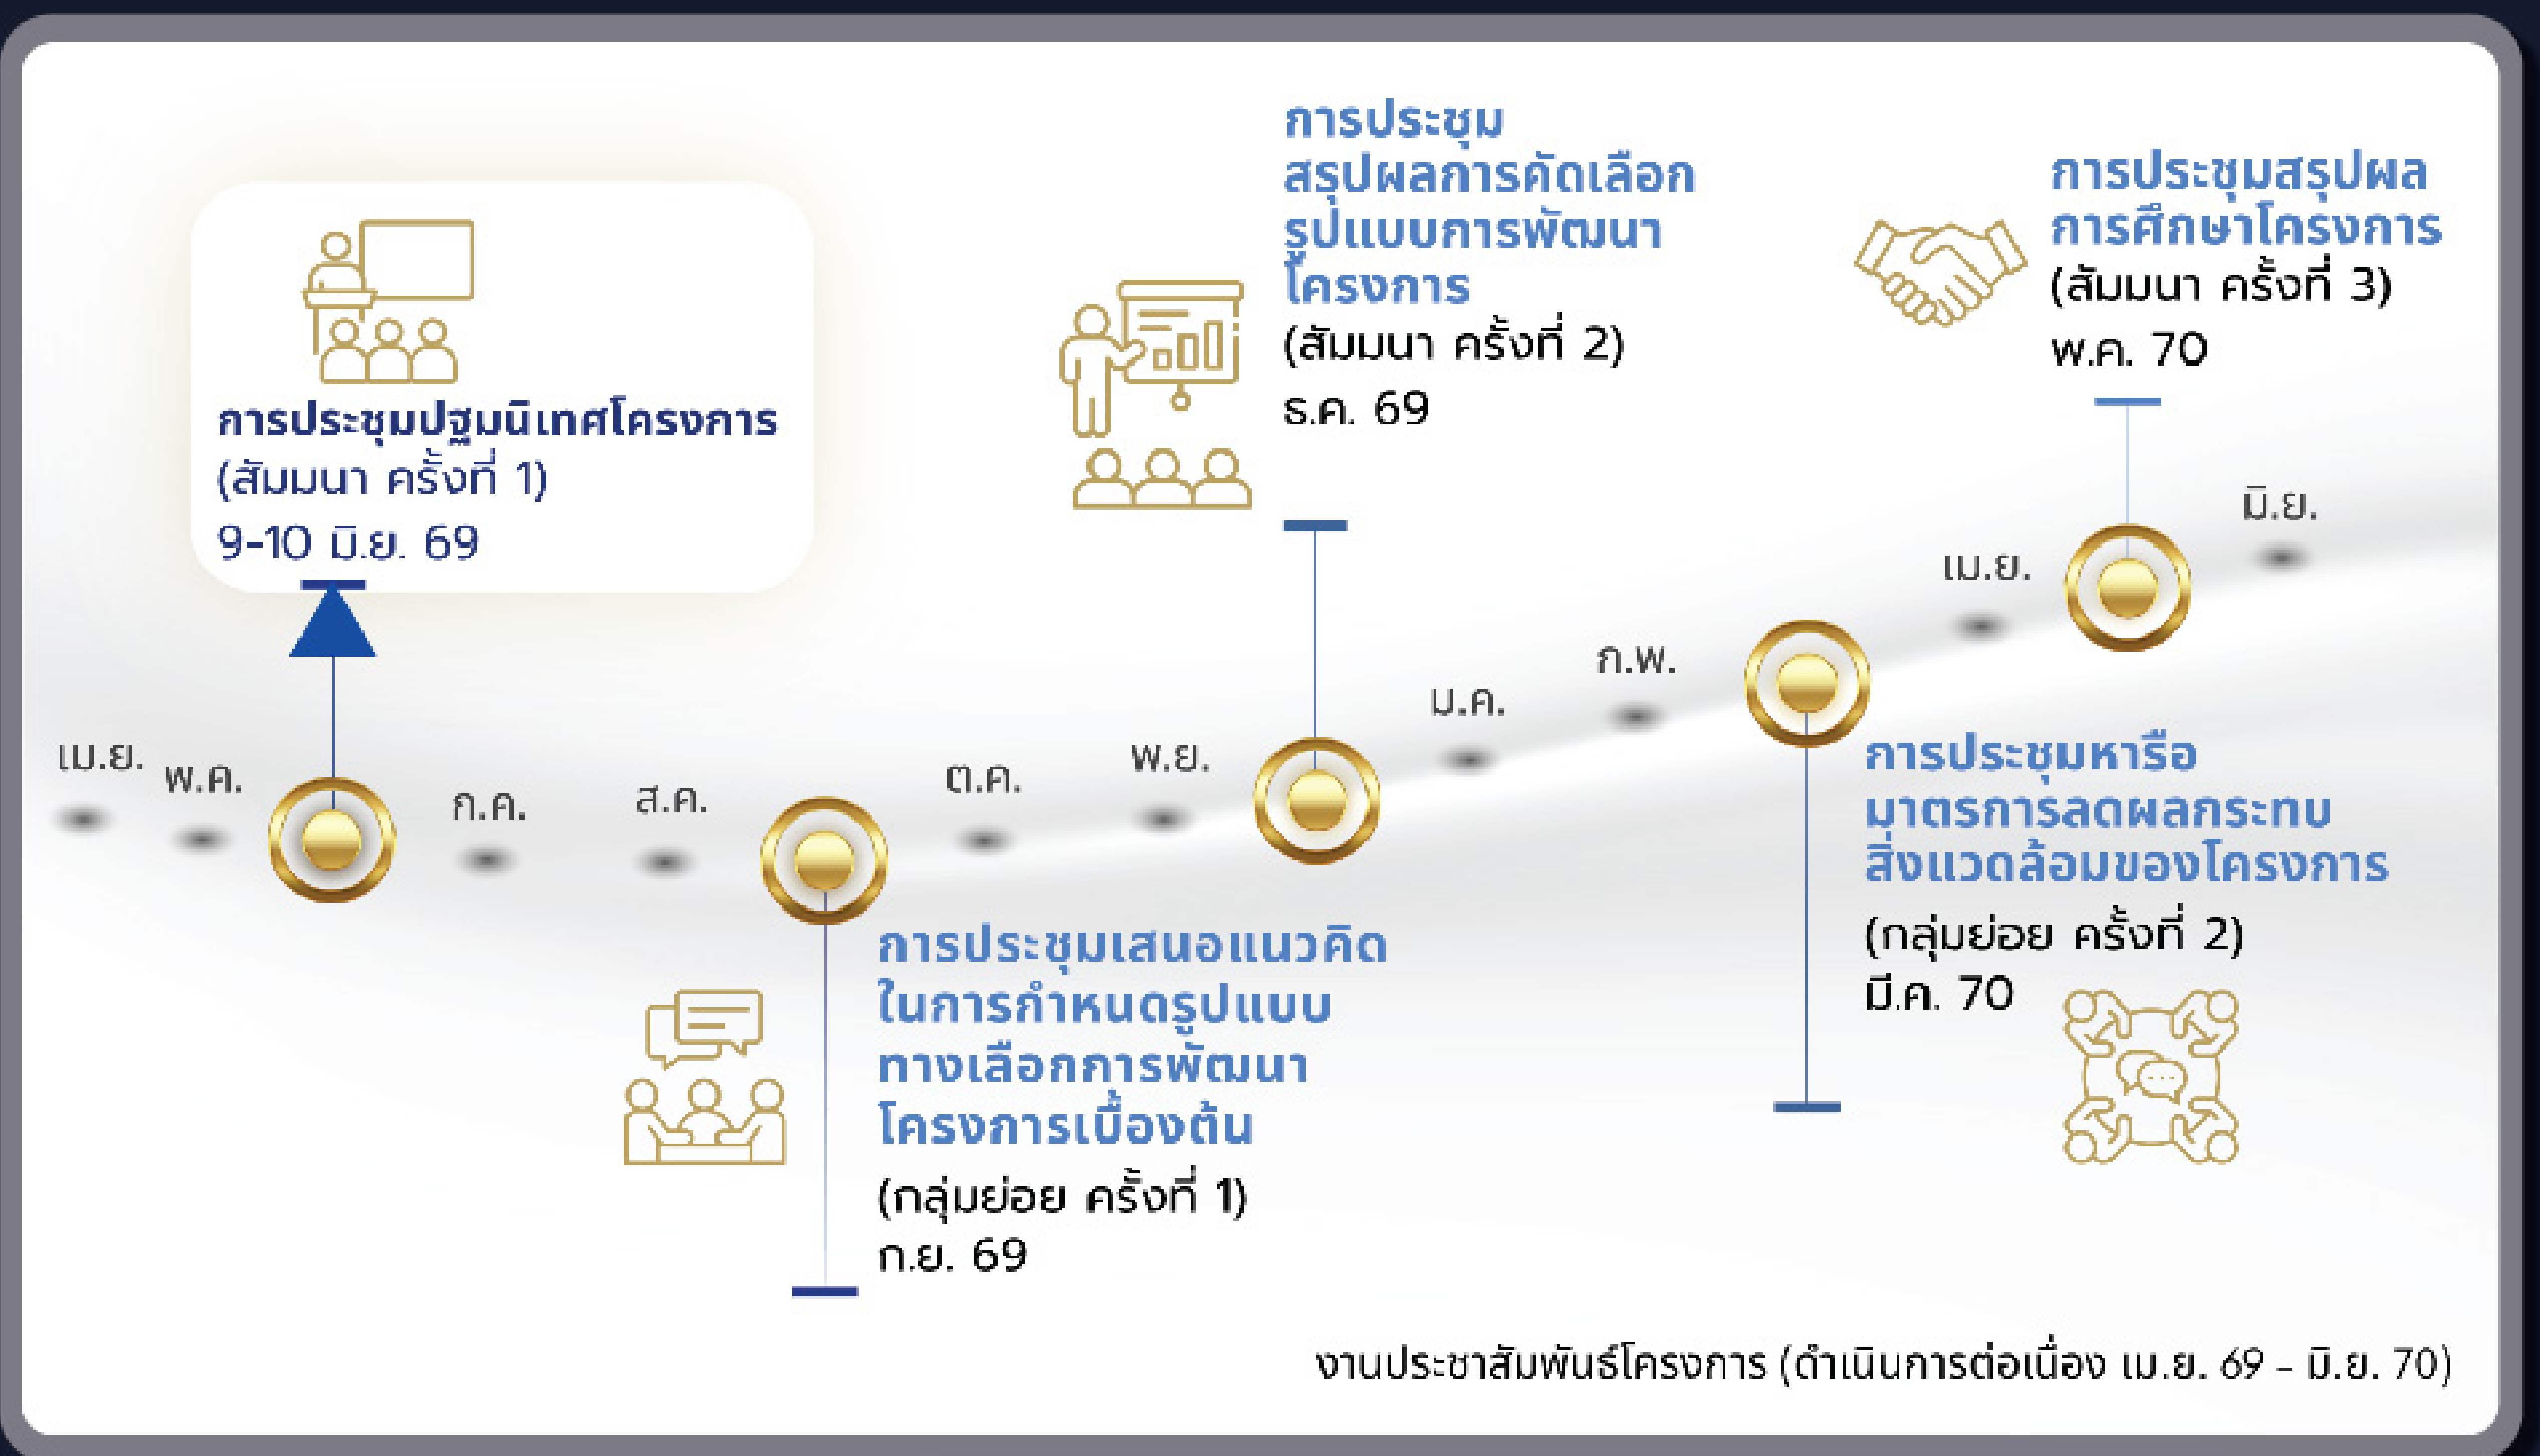 การประชุมปฐมนิเทศโครงการ
(สัมมนา ครั้งที่ 1)
9-10 มิ.ย. 69
การประชุม
สรุปผลการคัดเลือก
รูปแบบการพัฒนา
โครงการ
(สัมมนา ครั้งที่ 2)
ธ.ค. 69
การประชุมสรุปผล
การศึกษาโครงการ
(สัมมนา ครั้งที่ 3)
พ.ค. 70
เม.ย.
พ.ค.
ก.ค.
ส.ค.
ต.ค.
พ.ย.
ม.ค.
ก.พ.
เม.ย.
มิ.ย.
การประชุมเสนอแนวคิด
ในการกำหนดรูปแบบ
ทางเลือกการพัฒนา
โครงการเบื้องต้น
(กลุ่มย่อย ครั้งที่ 1)
ก.ย. 69
การประชุมหารือ
มาตรการลดผลกระทบ
สิ่งแวดล้อมของโครงการ
(กลุ่มย่อย ครั้งที่ 2)
มี.ค. 70
งานประชาสัมพันธ์โครงการ (ดำเนินการต่อเนื่อง เม.ย. 69 - มิ.ย. 70)